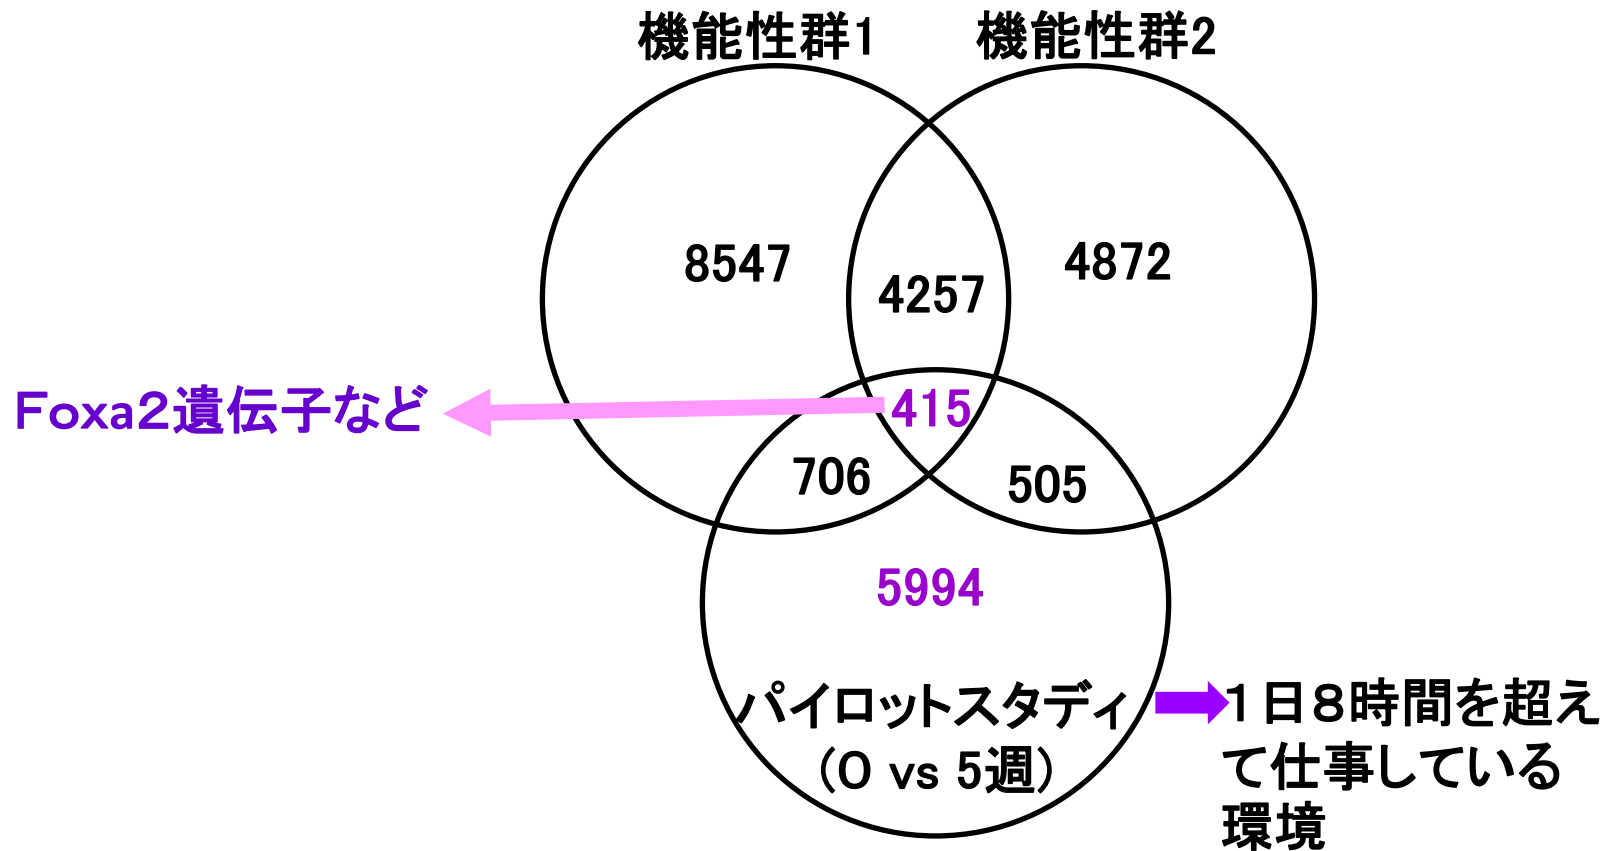 機能性群1
機能性群2
8547
4257
4872
Foxa2遺伝子など
415
706
505
5994
パイロットスタディ
(0 vs 5週)
1日8時間を超え
て仕事している
環境